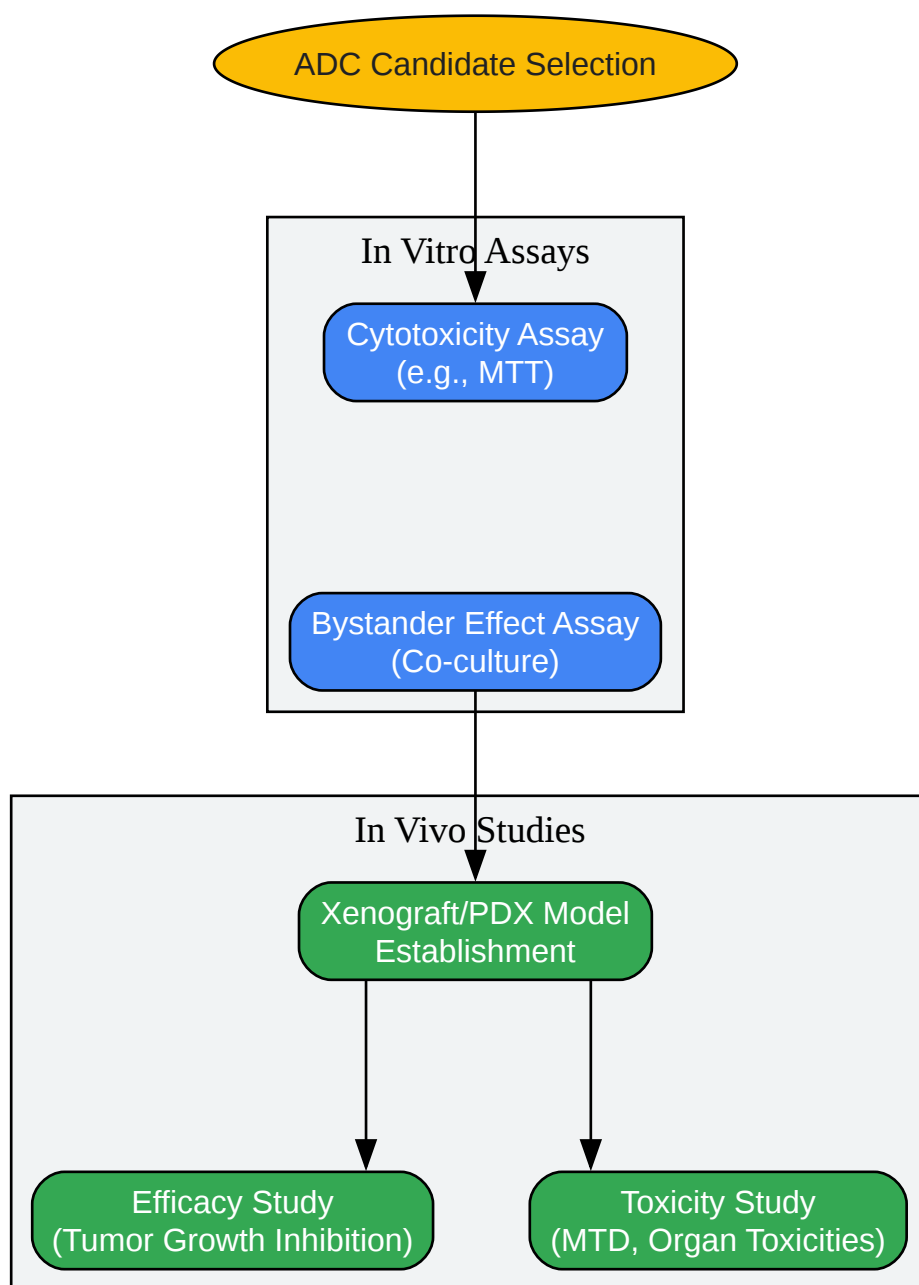 ADC Candidate Selection
In Vitro Assays
Cytotoxicity Assay
(e.g., MTT)
Bystander Effect Assay
(Co-culture)
In Vivo Studies
Xenograft/PDX Model
Establishment
Efficacy Study
(Tumor Growth Inhibition)
Toxicity Study
(MTD, Organ Toxicities)